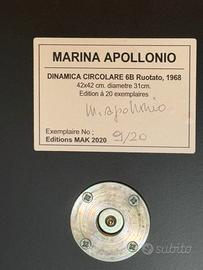 MARINA APOLLONIO
DINAMICA CIRCOLARE 6B Ruotato, 1968
42x42 cm. diametre 31cm.
Edition à 20 exemplaires
M. Apollonio
Exemplaire No ; 9/20
Editions MAK 2020
subito